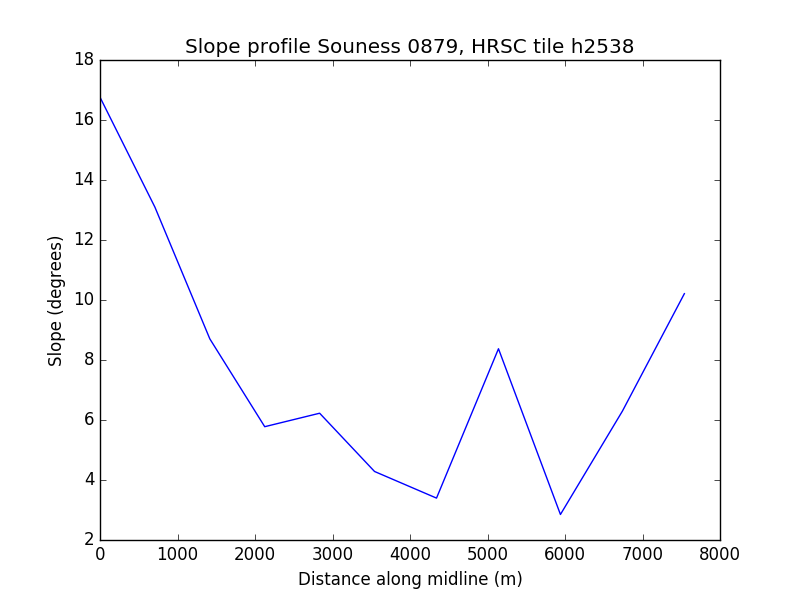 Slope profile Souness 0879, HRSC tile h2538
18
16
14
12
10
8
6
4
2
Slope (degrees)
0 1000 2000 3000 4000 5000 6000 7000 8000
Distance along midline (m)